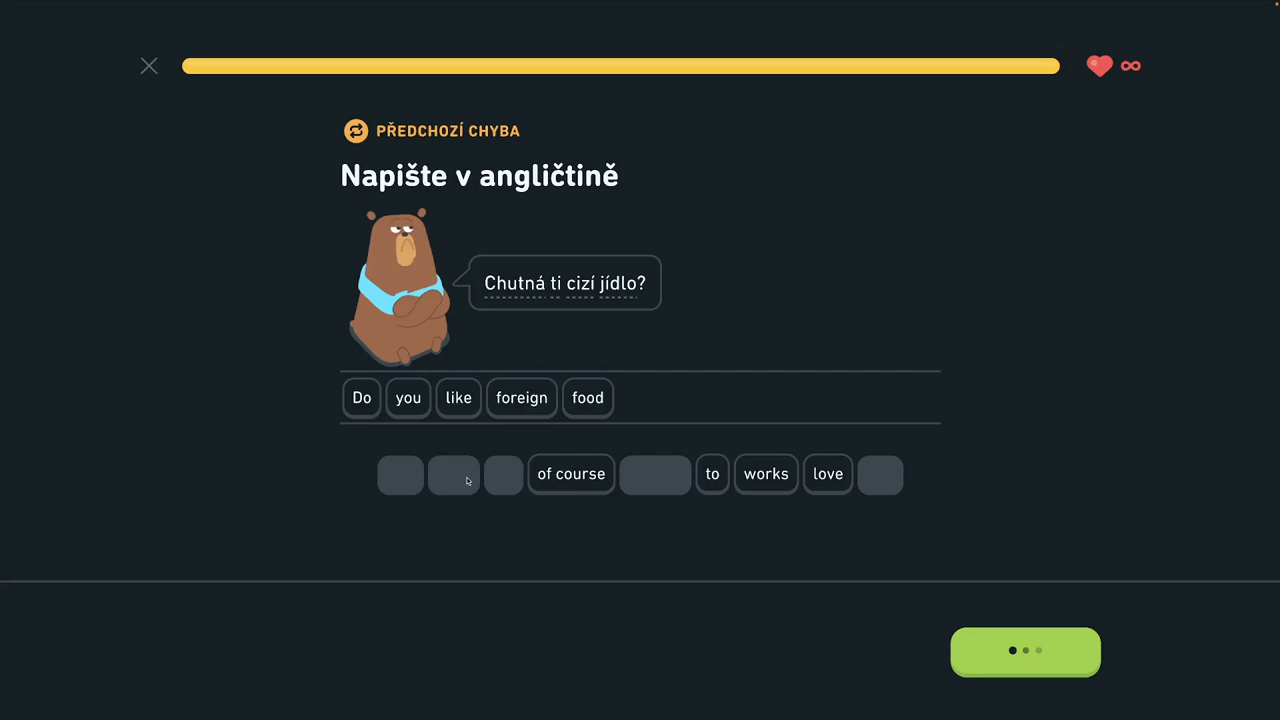 PŘEDCHOZÍ CHYBA
Napište v angličtině
Chutná ti cizí jídlo?
Do you like foreign food
of course to works love